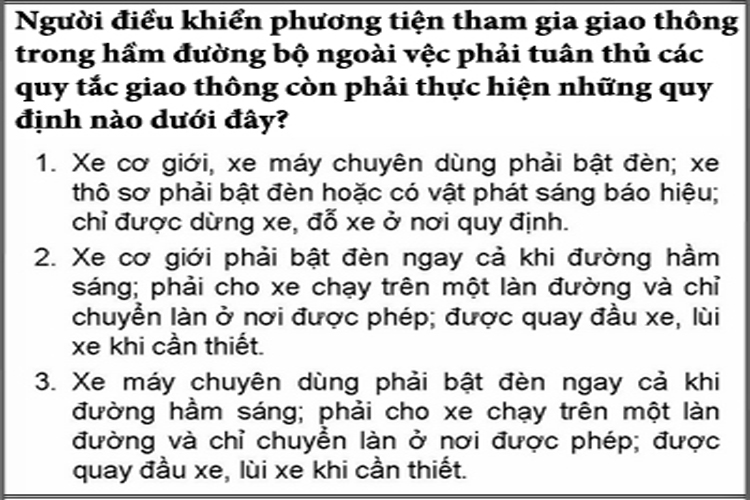 Người điều khiển phương tiện tham gia giao thông
trong hầm đường bộ ngoài vệc phải tuân thủ các
quy tắc giao thông còn phải thực hiện những quy
định nào dưới đây?
1. Xe cơ giới, xe máy chuyên dùng phải bật đèn; xe
thô sơ phải bật đèn hoặc có vật phát sáng báo hiệu;
chỉ được dừng xe, đỗ xe ở nơi quy định.
2. Xe cơ giới phải bật đèn ngay cả khi đường hầm
sáng; phải cho xe chạy trên một làn đường và chỉ
chuyển làn ở nơi được phép; được quay đầu xe, lùi
xe khi cần thiết.
3. Xe máy chuyên dùng phải bật đèn ngay cả khi
đường hầm sáng; phải cho xe chạy trên một làn
đường và chỉ chuyển làn ở nơi được phép; được
quay đầu xe, lùi xe khi cần thiết.